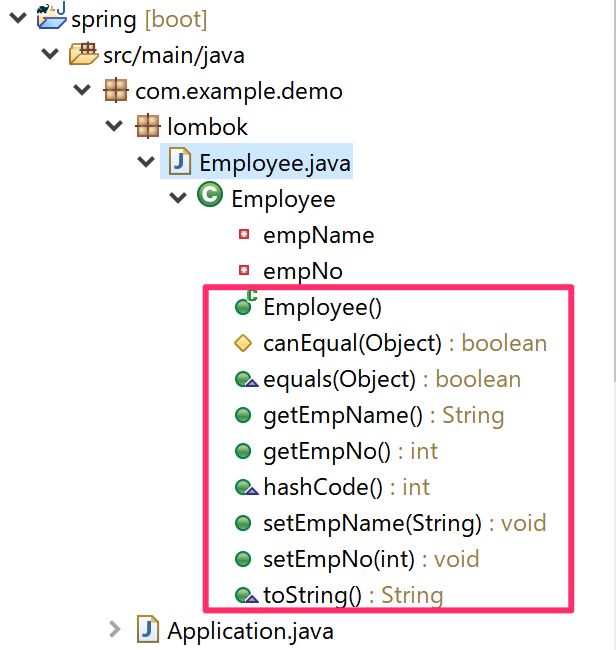 spring [boot]
src/main/java
com.example.demo
lombok
Employee.java
Employee
empName
empNo
Employee()
canEqual(Object) : boolean
equals(Object) : boolean
getEmpName() : String
getEmpNo() : int
hashCode() : int
setEmpName(String) : void
setEmpNo(int) : void
toString() : String
Application.java